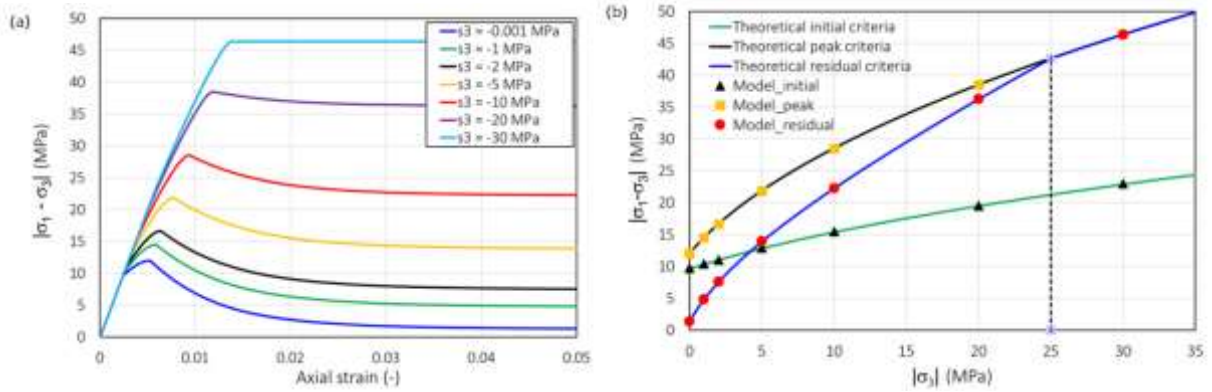 (a)
50
45
40
35
30
25
20
15
10
5
0
|σ1 - σ3| (MPa)
0
0.01
0.02
0.03
0.04
0.05
Axial strain (-)
s3 = -0.001 MPa
s3 = -1 MPa
s3 = -2 MPa
s3 = -5 MPa
s3 = -10 MPa
s3 = -20 MPa
s3 = -30 MPa
(b)
50
45
40
35
30
25
20
15
10
5
0
|σ1-σ3| (MPa)
Theoretical initial criteria
Theoretical peak criteria
Theoretical residual criteria
Model_initial
Model_peak
Model_residual
0
5
10
15
20
25
30
35
|σ3| (MPa)